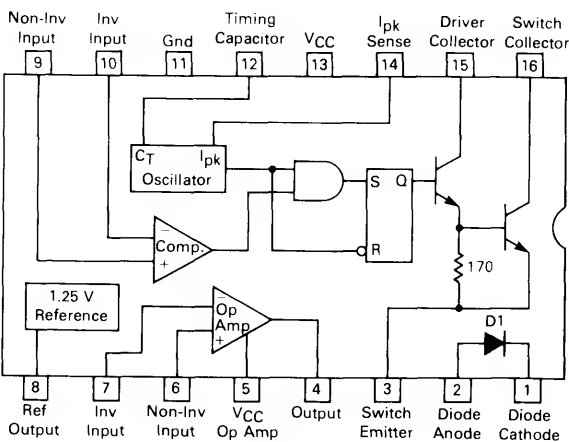 Non-Inv
Input
Inv
Input
Gnd
Timing
Capacitor
VCC
Ipk
Sense
Driver
Collector
Switch
Collector
9
10
11
12
13
14
15
16
CT
Ipk
Oscillator
S
Q
R
−
Comp.
+
170
1.25 V
Reference
−
Op
Amp
+
D1
8
7
6
5
4
3
2
1
Ref
Output
Inv
Input
Non-Inv
Input
VCC
Op Amp
Output
Switch
Emitter
Diode
Anode
Diode
Cathode